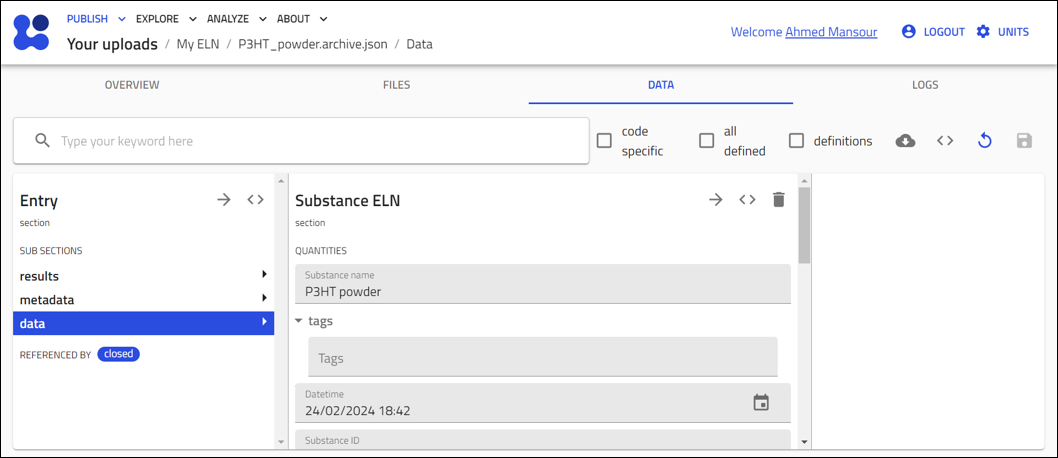 PUBLISH EXPLORE ANALYZE ABOUT
Your uploads / My ELN / P3HT_powder.archive.json / Data
Welcome Ahmed Mansour LOGOUT UNITS
OVERVIEW FILES DATA LOGS
Type your keyword here
code specific
all defined
definitions
<>
Entry
<>
section
SUB SECTIONS
results
metadata
data
REFERENCED BY closed
Substance ELN
<>
section
QUANTITIES
Substance name
P3HT powder
tags
Tags
Datetime
24/02/2024 18:42
Substance ID